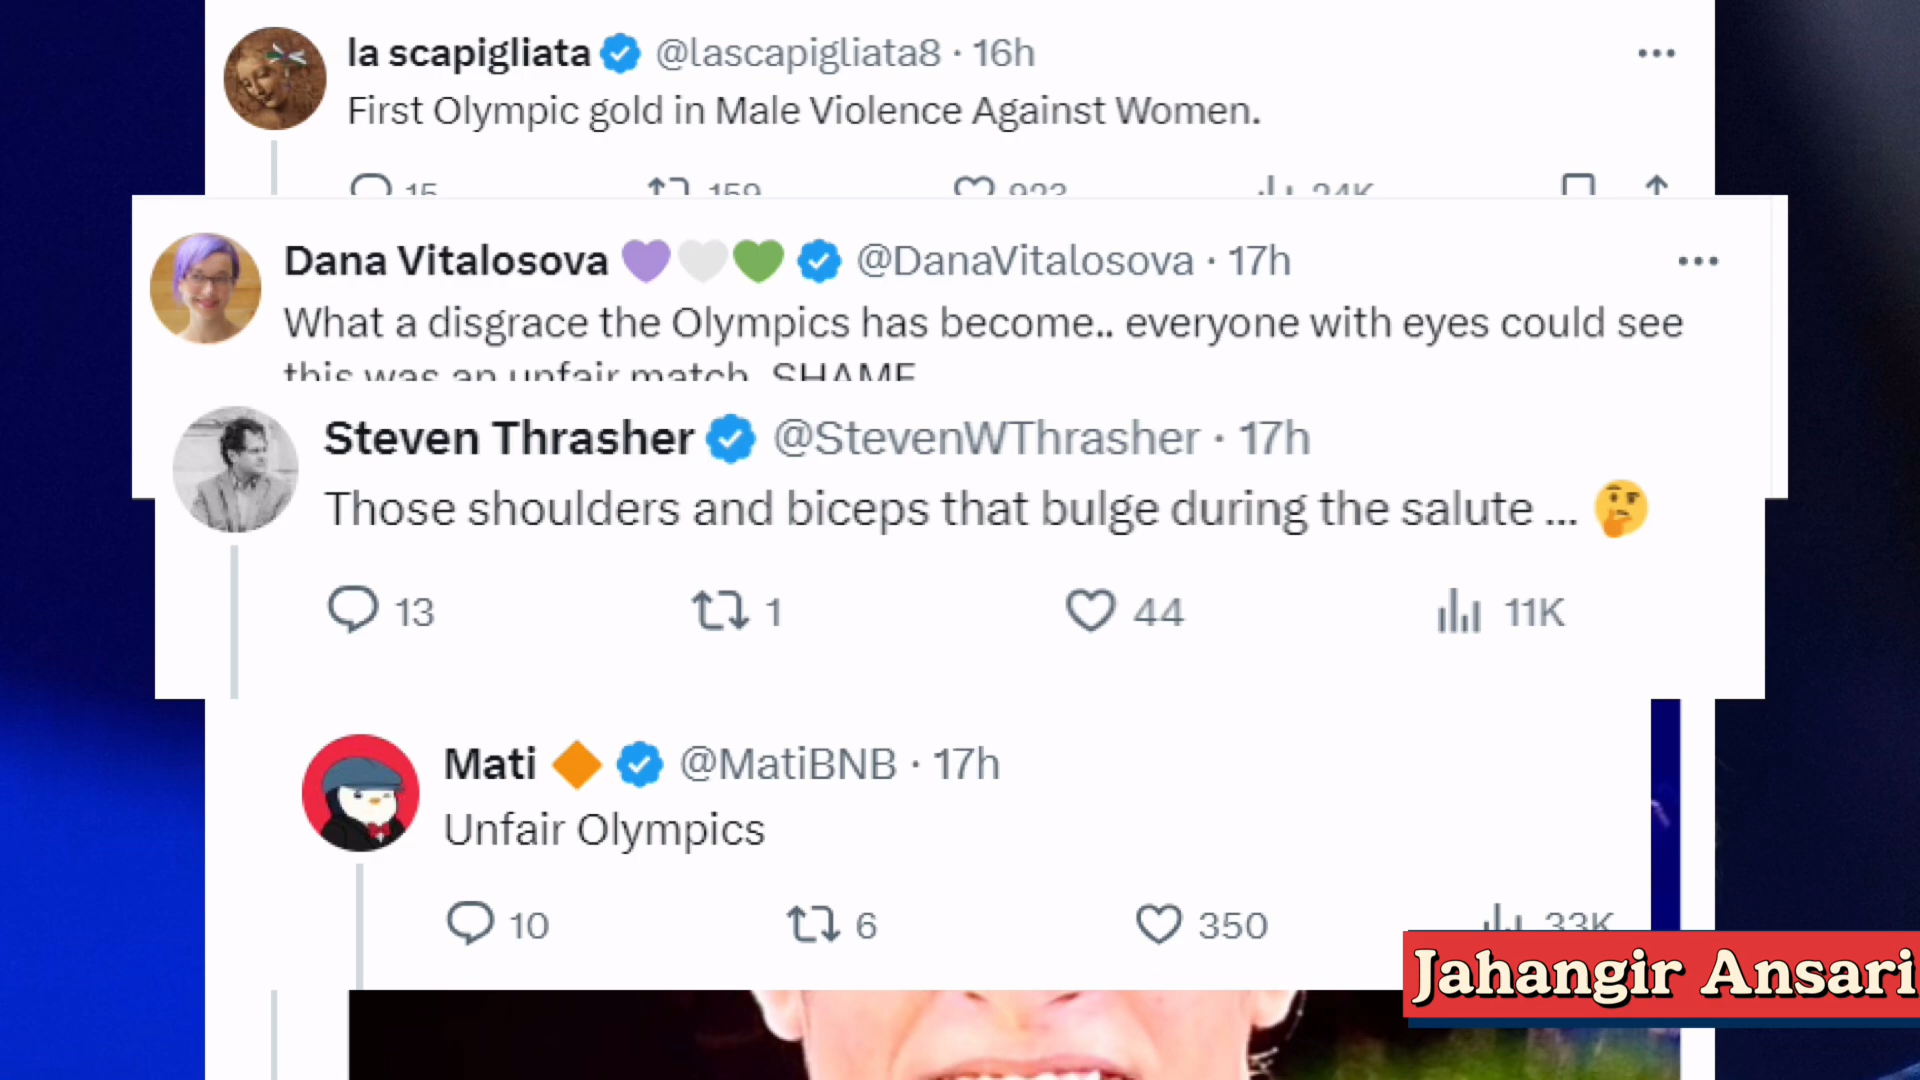 la scapigliata @lascapigliata8 · 16h
First Olympic gold in Male Violence Against Women.
15 159 923 24K
Dana Vitalosova 💜🤍💚 @DanaVitalosova · 17h
What a disgrace the Olympics has become.. everyone with eyes could see
this was an unfair match. SHAME
Steven Thrasher @StevenWThrasher · 17h
Those shoulders and biceps that bulge during the salute ... 🤔
13 1 44 11K
Mati 🔶 @MatiBNB · 17h
Unfair Olympics
10 6 350 33K
Jahangir Ansari